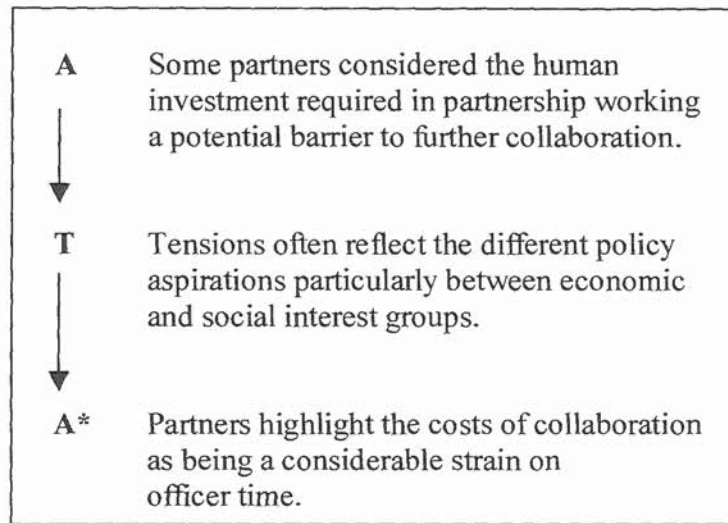 A Some partners considered the human
investment required in partnership working
a potential barrier to further collaboration.
T Tensions often reflect the different policy
aspirations particularly between economic
and social interest groups.
A* Partners highlight the costs of collaboration
as being a considerable strain on
officer time.